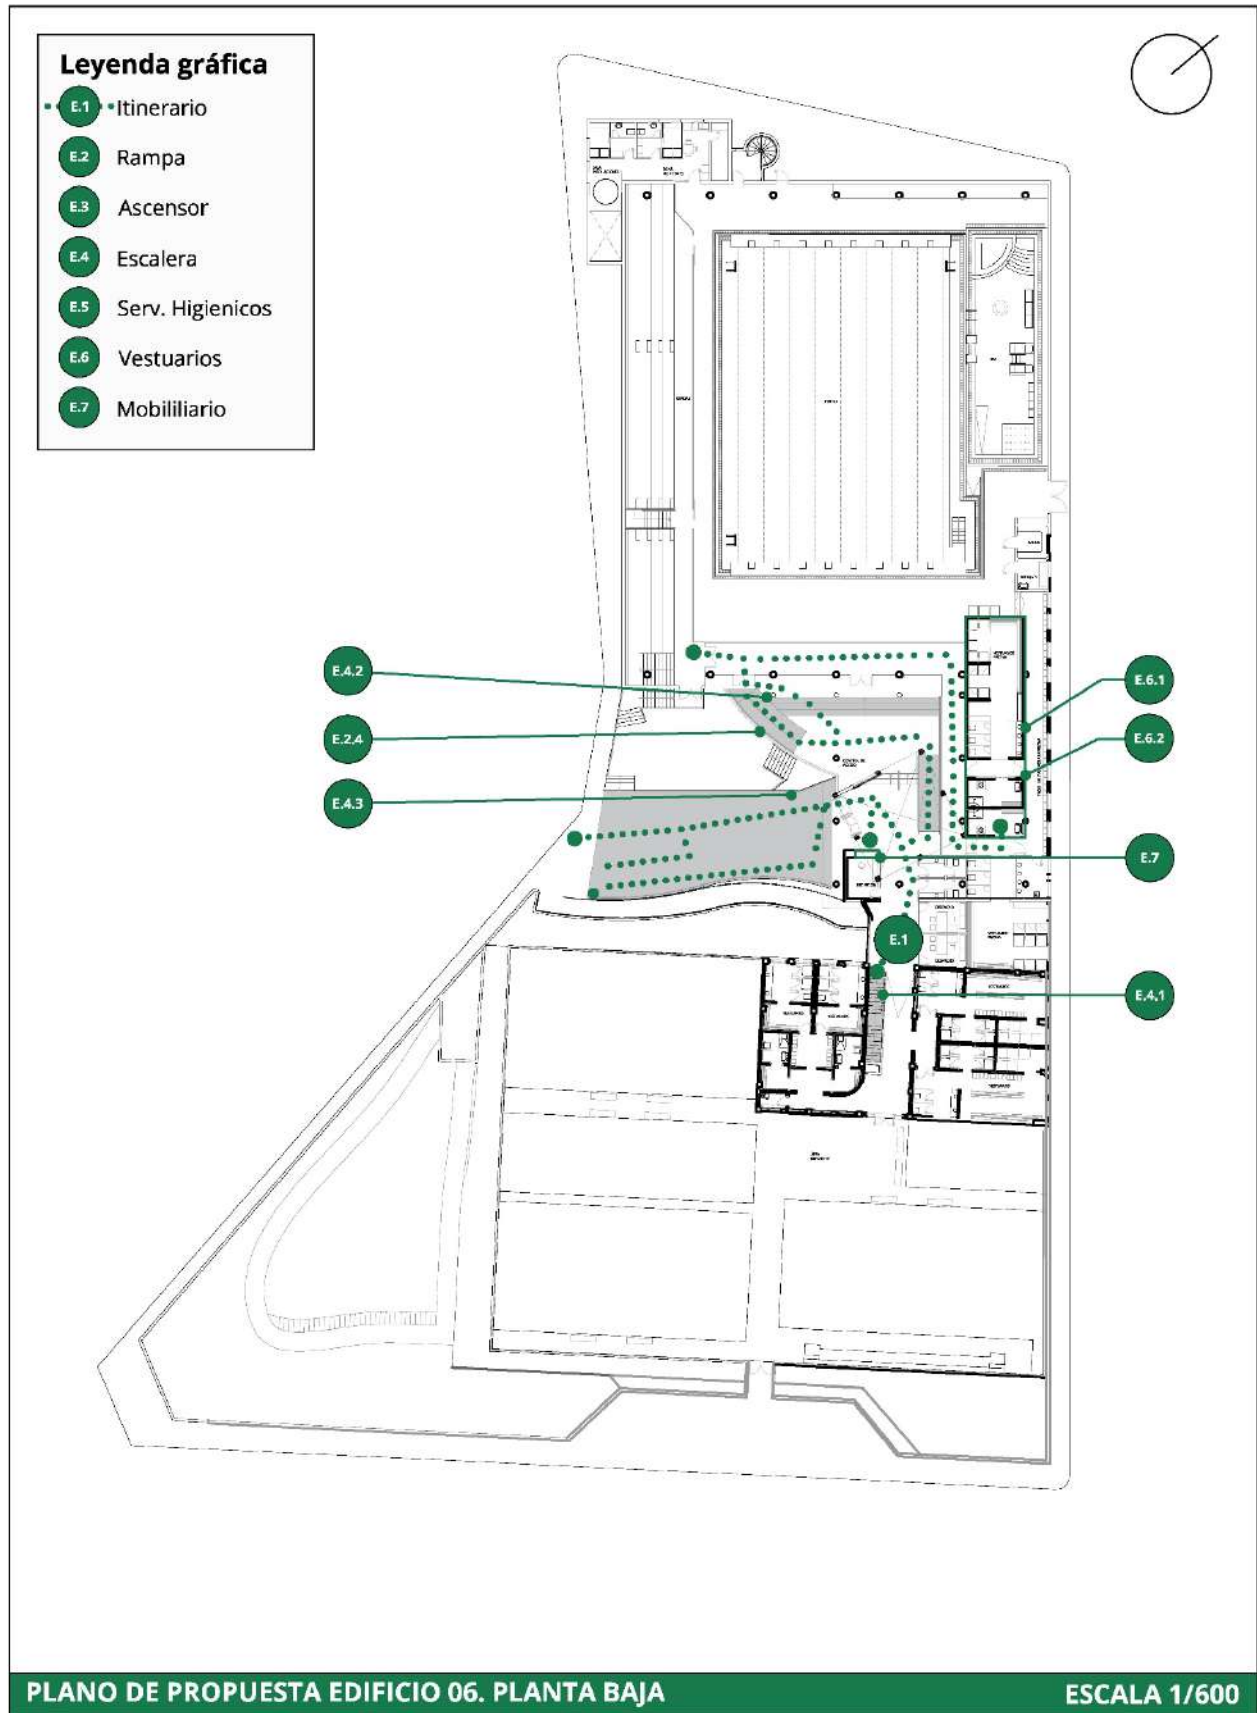 Leyenda gráfica
E.1 Itinerario
E.2 Rampa
E.3 Ascensor
E.4 Escalera
E.5 Serv. Higienicos
E.6 Vestuarios
E.7 Mobililiario
E.4.2
E.6.1
E.2,4
E.6.2
E.4.3
E.7
E.1
E.4.1
PLANO DE PROPUESTA EDIFICIO 06. PLANTA BAJA
ESCALA 1/600